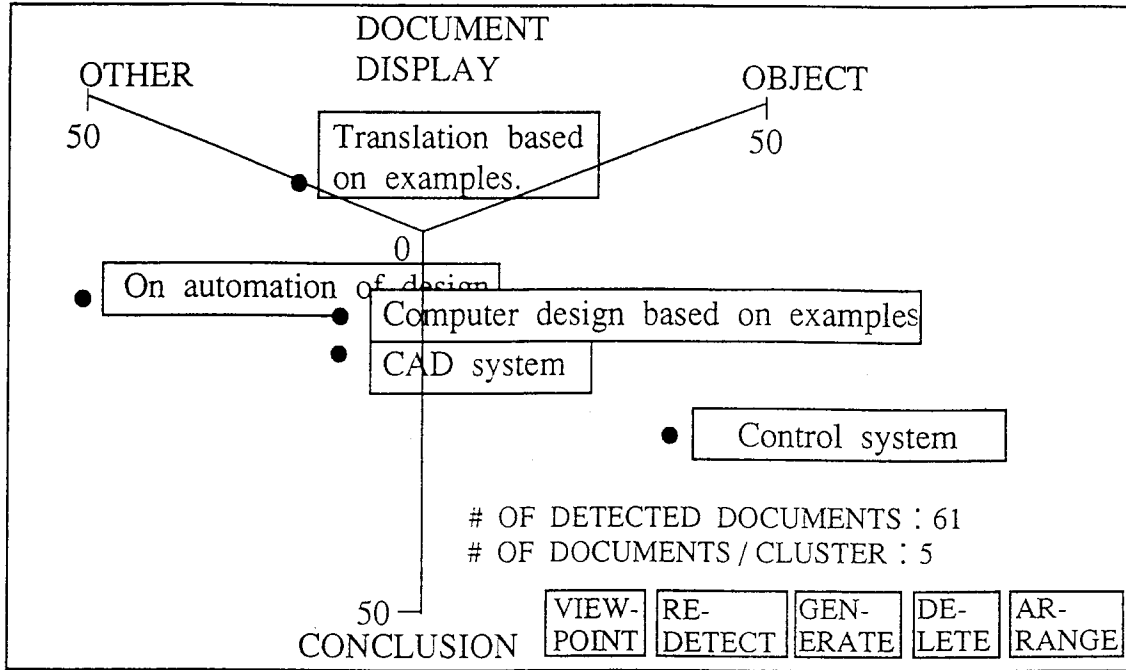 DOCUMENT
DISPLAY
OTHER
OBJECT
50
50
Translation based
on examples.
0
On automation of design
Computer design based on examples
CAD system
Control system
# OF DETECTED DOCUMENTS : 61
# OF DOCUMENTS / CLUSTER : 5
50
CONCLUSION
VIEW-
POINT
RE-
DETECT
GEN-
ERATE
DE-
LETE
AR-
RANGE